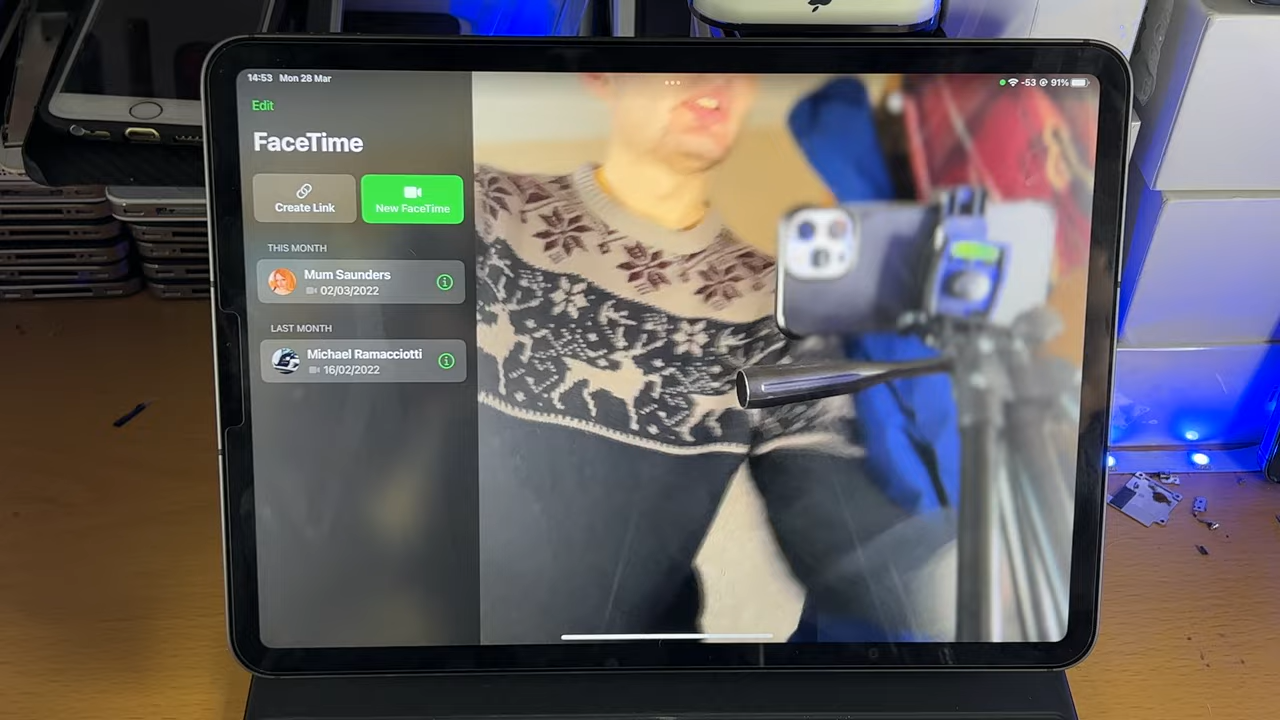 14:53 Mon 28 Mar
-53 91%
Edit
FaceTime
Create Link
New FaceTime
THIS MONTH
Mum Saunders
02/03/2022
LAST MONTH
Michael Ramacciotti
16/02/2022